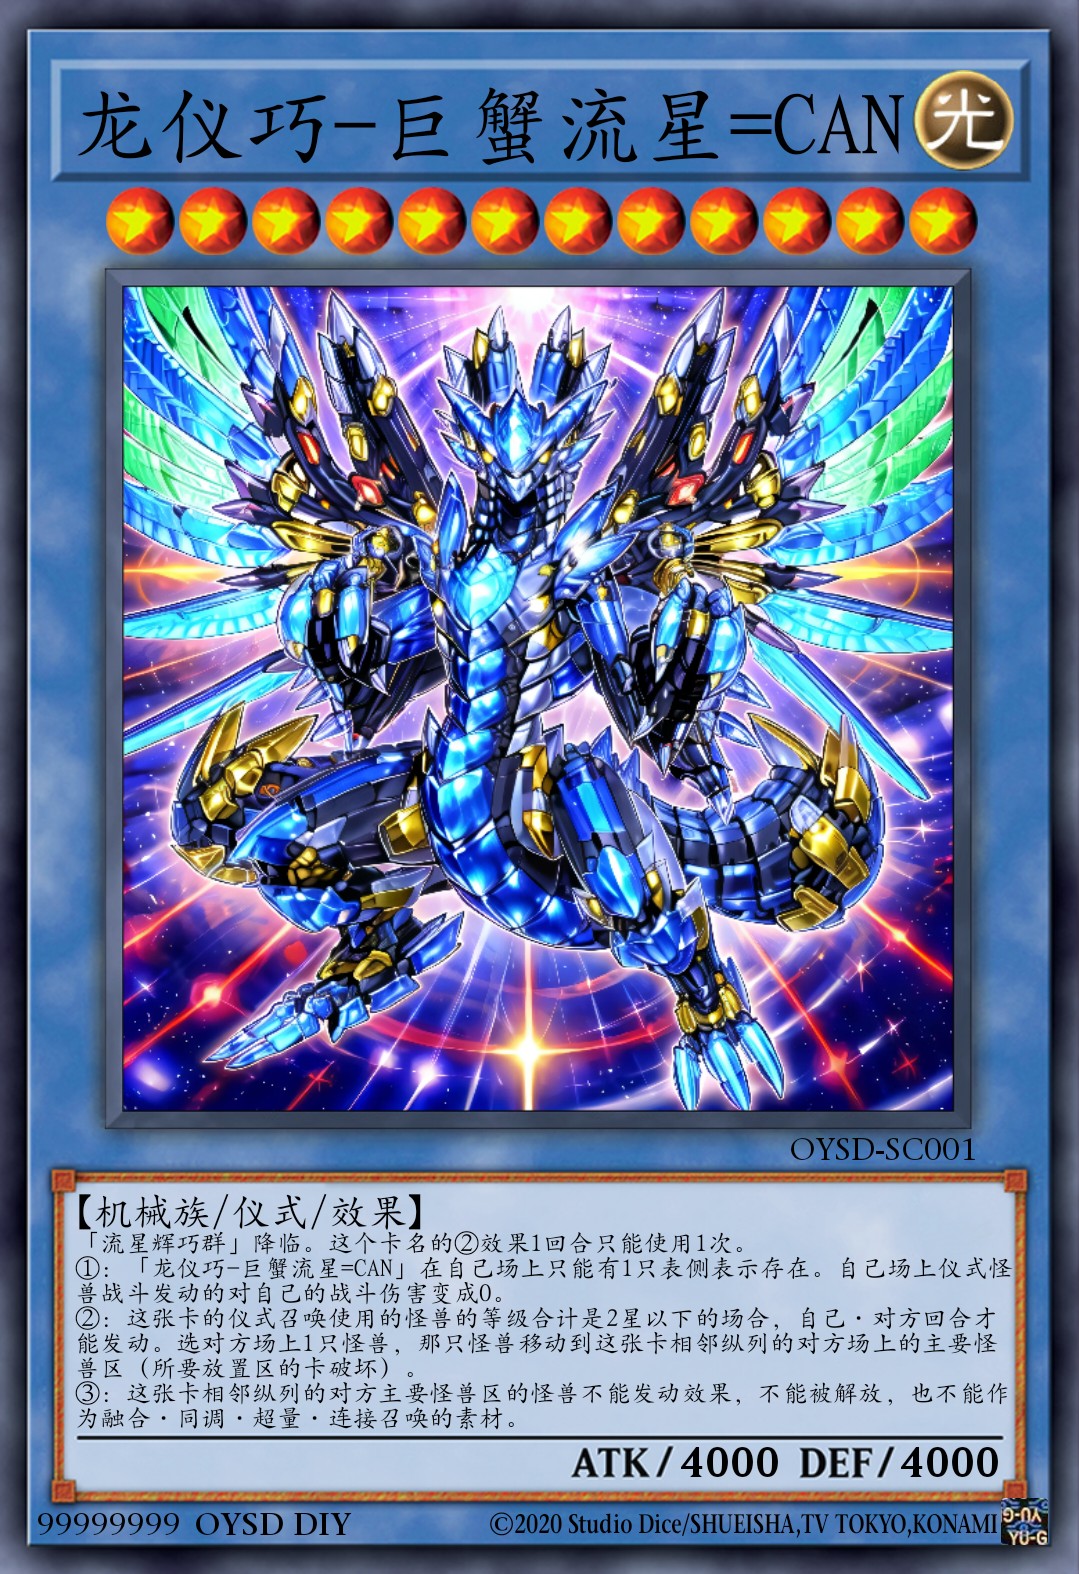 龙仪巧-巨蟹流星=CAN 光
OYSD-SC001
【机械族/仪式/效果】
「流星辉巧群」降临。这个卡名的②效果1回合只能使用1次。
①：「龙仪巧-巨蟹流星=CAN」在自己场上只能有1只表侧表示存在。自己场上仪式怪
兽战斗发动的对自己的战斗伤害变成0。
②：这张卡的仪式召唤使用的怪兽的等级合计是2星以下的场合，自己·对方回合才
能发动。选对方场上1只怪兽，那只怪兽移动到这张卡相邻纵列的对方场上的主要怪
兽区（所要放置区的卡破坏）。
③：这张卡相邻纵列的对方主要怪兽区的怪兽不能发动效果，不能被解放，也不能作
为融合·同调·超量·连接召唤的素材。
ATK/4000 DEF/4000
99999999 OYSD DIY ©2020 Studio Dice/SHUEISHA,TV TOKYO,KONAMI